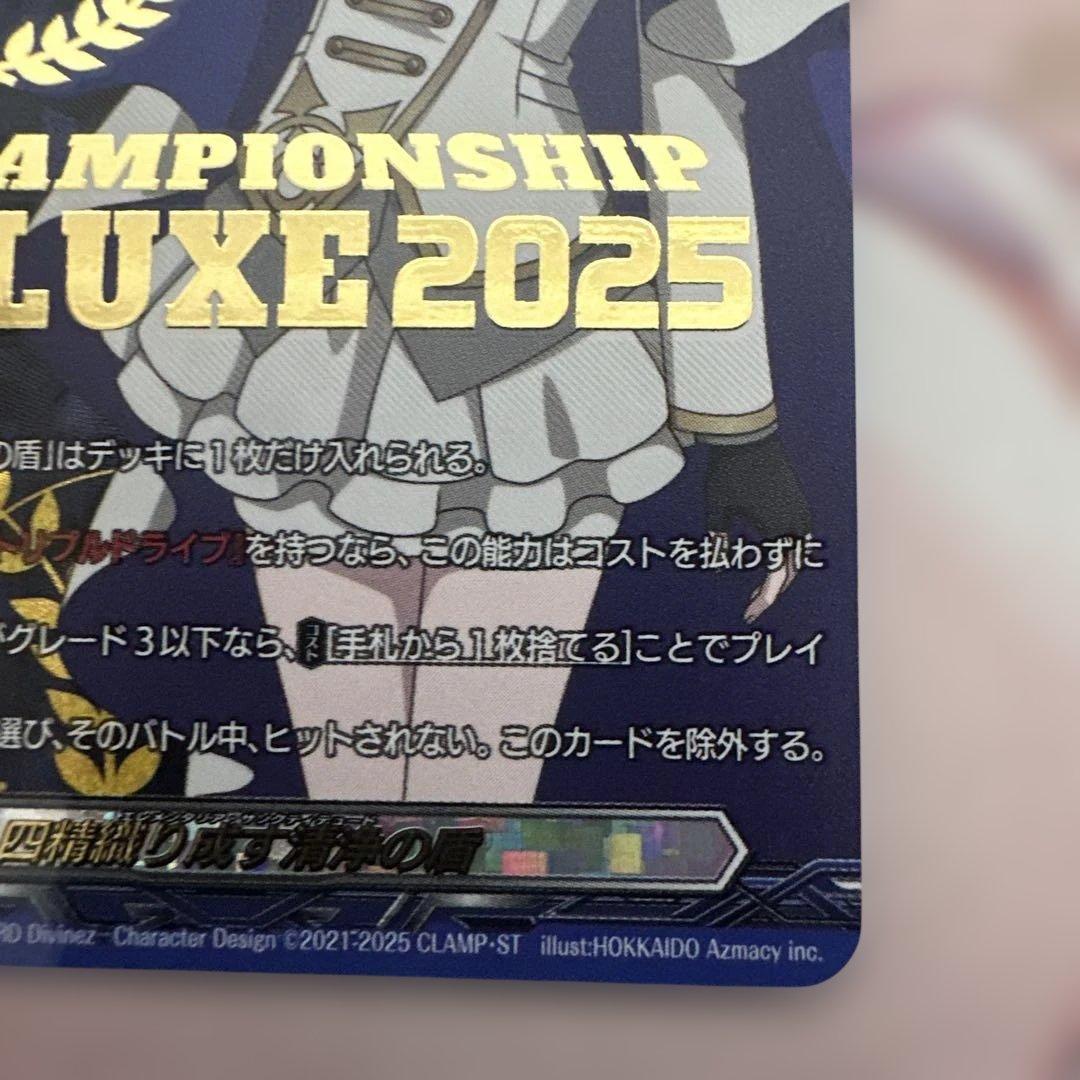 AMPIONSHIP
LUXE 2025
の盾」はデッキに1枚だけ入れられる。
トリプルドライブ』を持つなら、この能力はコストを払わずに
がグレード3以下なら、コスト[手札から1枚捨てる]ことでプレイ
選び、そのバトル中、ヒットされない。このカードを除外する。
四精織り成す清浄の盾
RD Divinez Character Design ©2021-2025 CLAMP・ST illust:HOKKAIDO Azmacy inc.